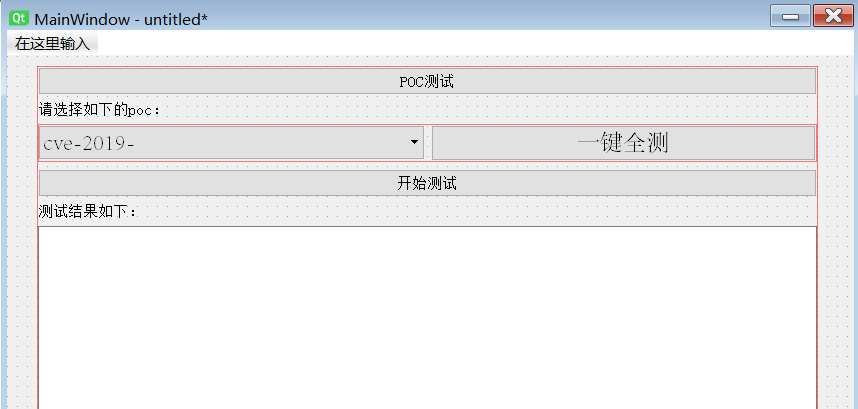 Qt MainWindow - untitled*
在这里输入
POC测试
请选择如下的poc：
cve-2019- 一键全测
开始测试
测试结果如下：